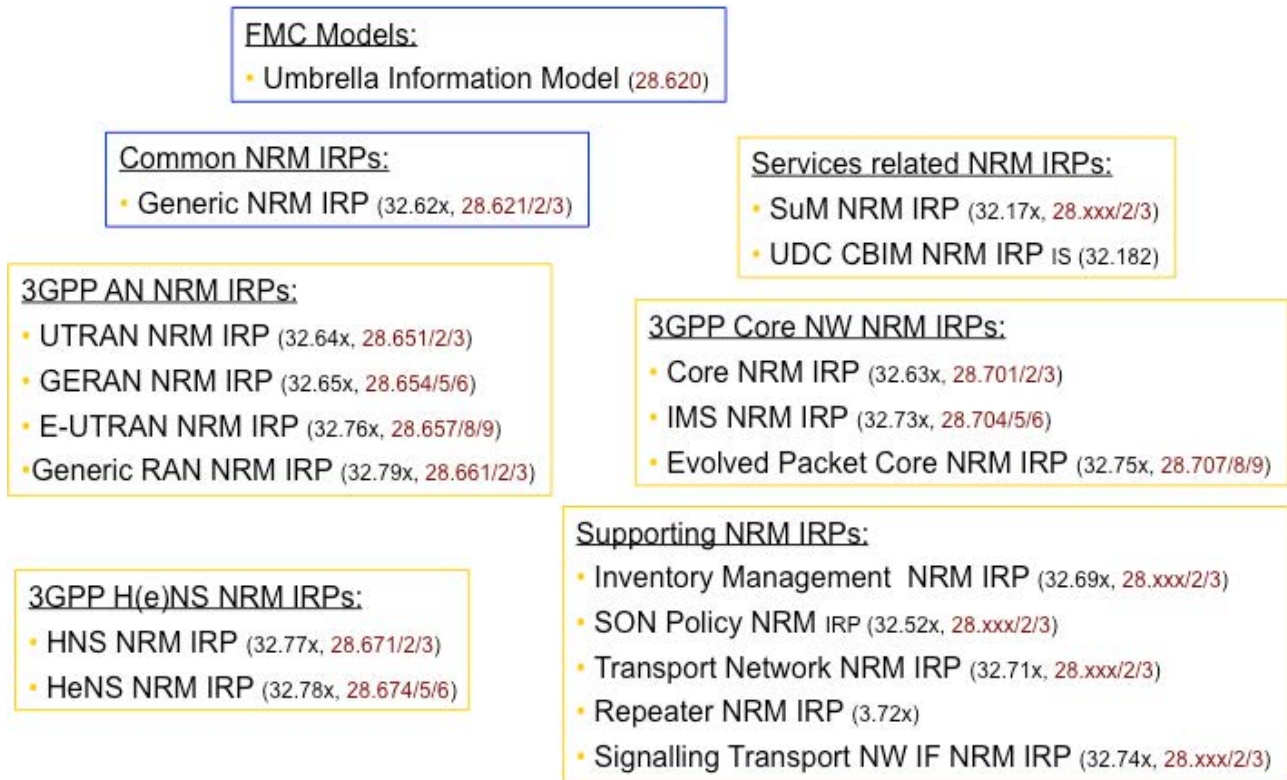 FMC Models:
• Umbrella Information Model (28.620)
Common NRM IRPs:
• Generic NRM IRP (32.62x, 28.621/2/3)
Services related NRM IRPs:
• SuM NRM IRP (32.17x, 28.xxx/2/3)
• UDC CBIM NRM IRP IS (32.182)
3GPP AN NRM IRPs:
• UTRAN NRM IRP (32.64x, 28.651/2/3)
• GERAN NRM IRP (32.65x, 28.654/5/6)
• E-UTRAN NRM IRP (32.76x, 28.657/8/9)
•Generic RAN NRM IRP (32.79x, 28.661/2/3)
3GPP Core NW NRM IRPs:
• Core NRM IRP (32.63x, 28.701/2/3)
• IMS NRM IRP (32.73x, 28.704/5/6)
• Evolved Packet Core NRM IRP (32.75x, 28.707/8/9)
3GPP H(e)NS NRM IRPs:
• HNS NRM IRP (32.77x, 28.671/2/3)
• HeNS NRM IRP (32.78x, 28.674/5/6)
Supporting NRM IRPs:
• Inventory Management NRM IRP (32.69x, 28.xxx/2/3)
• SON Policy NRM IRP (32.52x, 28.xxx/2/3)
• Transport Network NRM IRP (32.71x, 28.xxx/2/3)
• Repeater NRM IRP (3.72x)
• Signalling Transport NW IF NRM IRP (32.74x, 28.xxx/2/3)